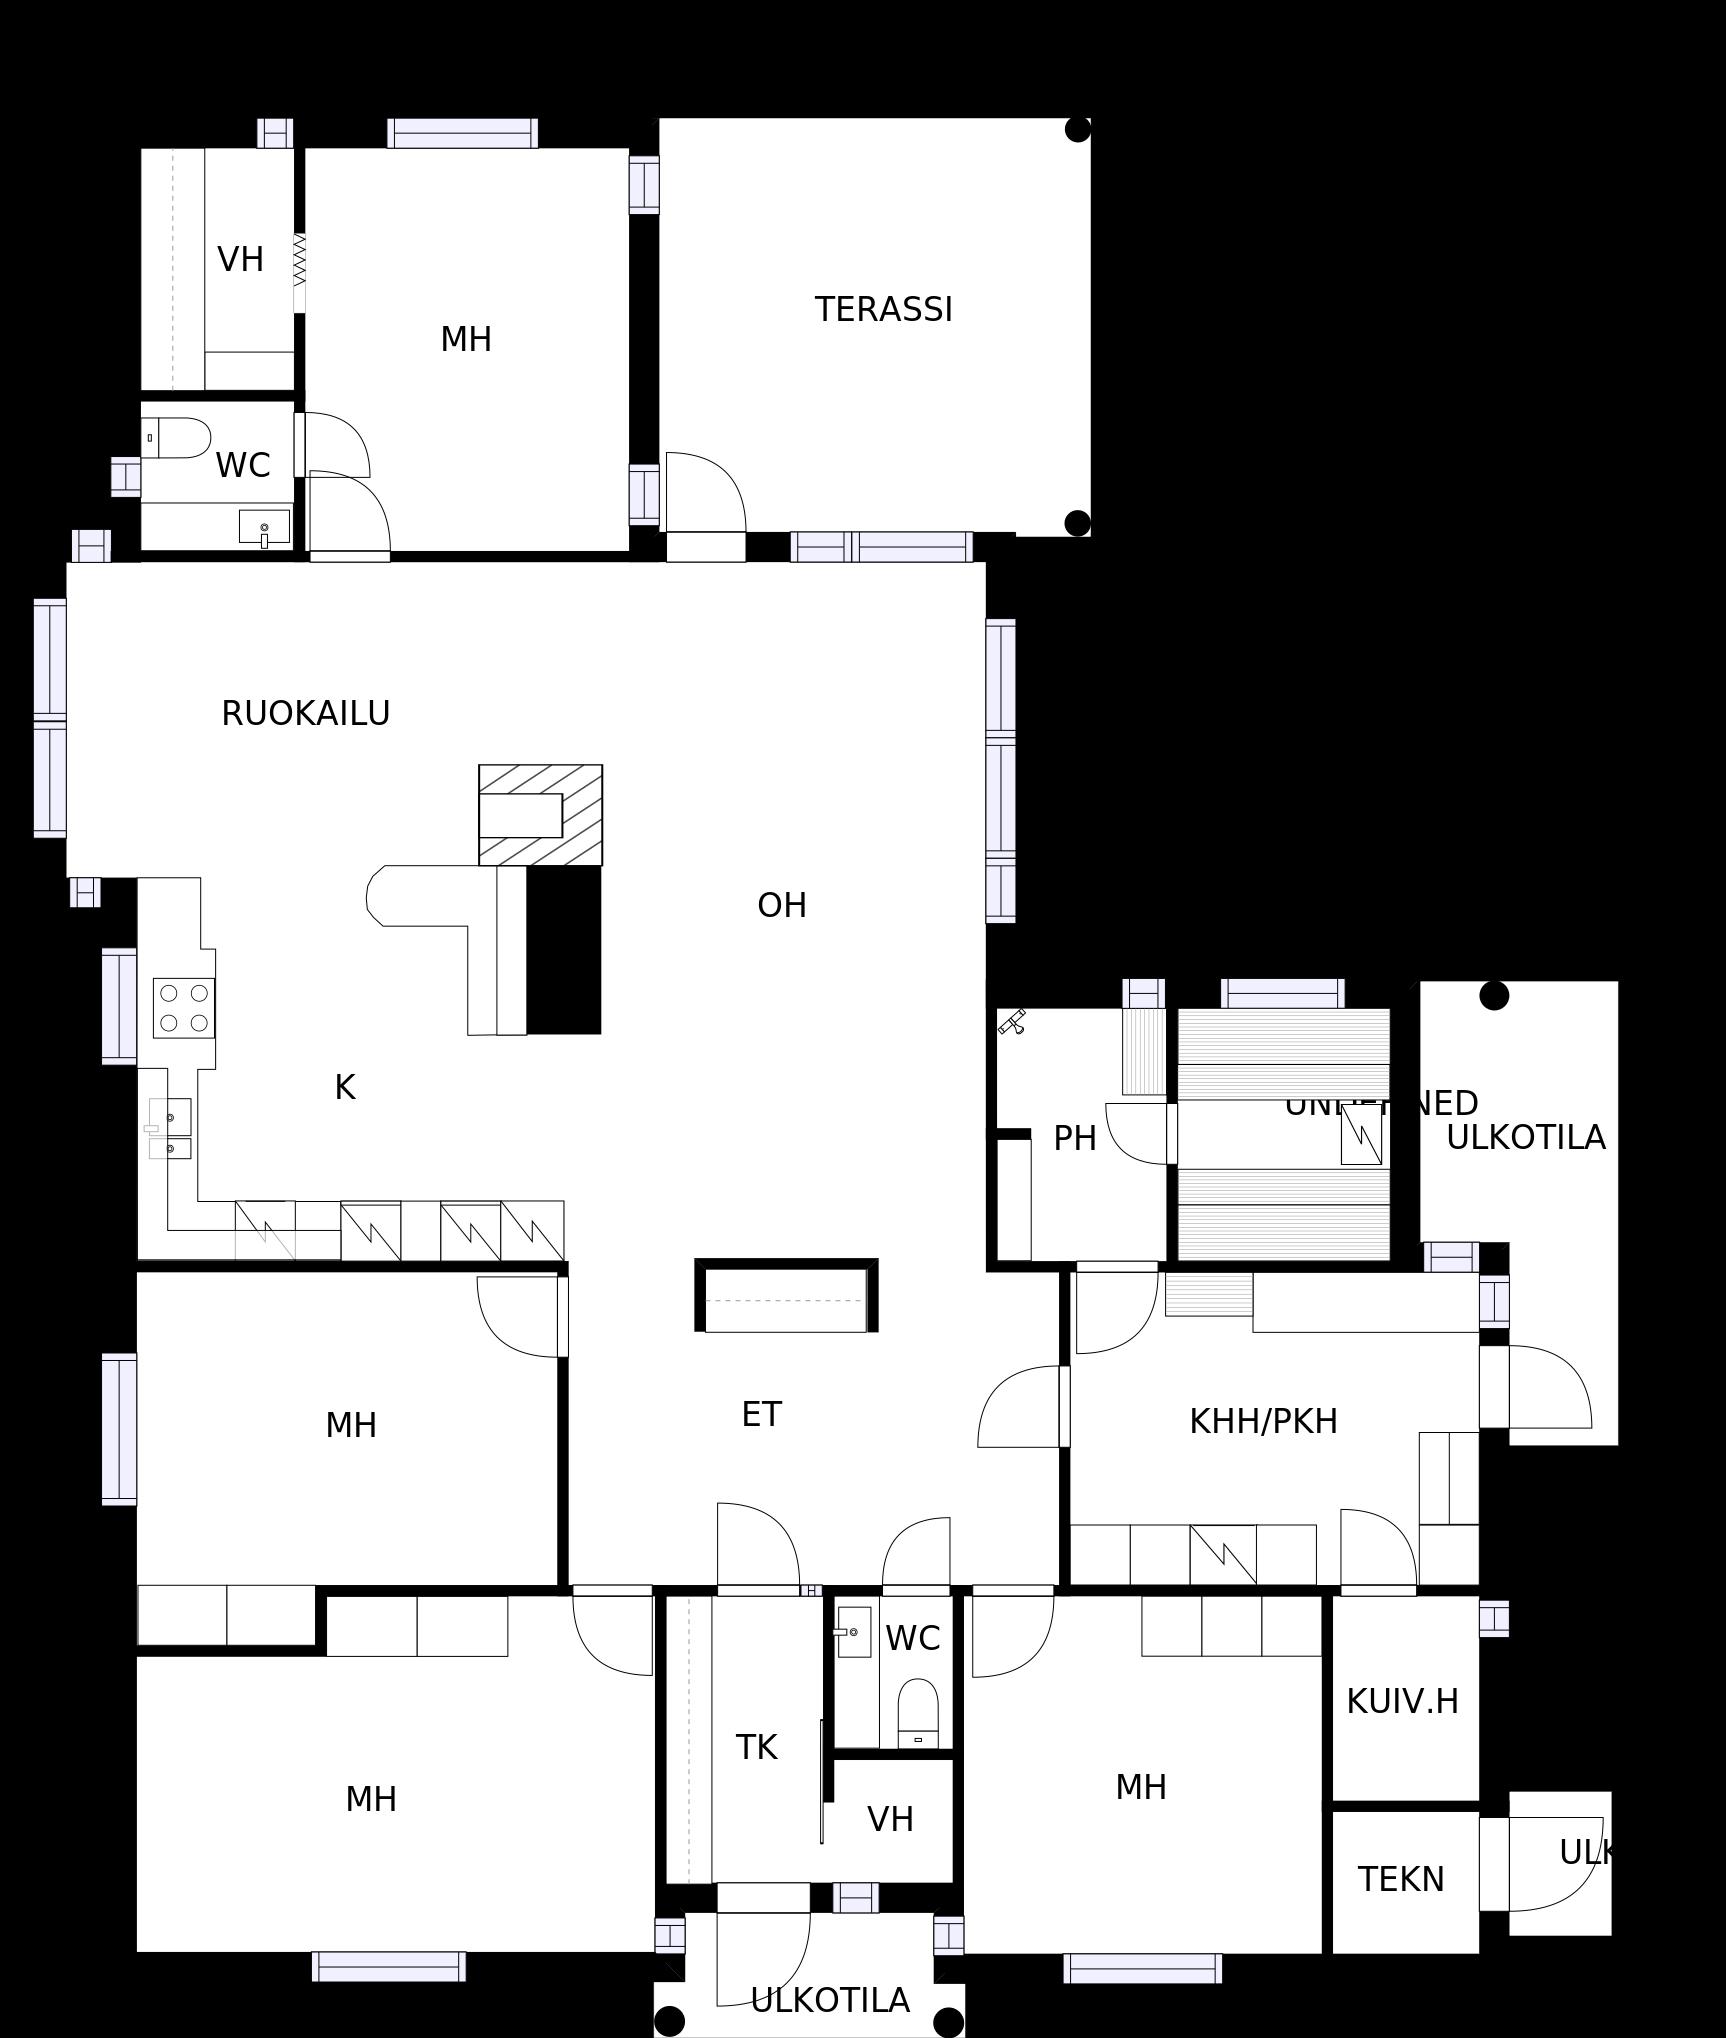 VH
TERASSI
MH
WC
RUOKAILU
OH
K
UNDEFINED
PH
ULKOTILA
MH
ET
KHH/PKH
WC
KUIV.H
TK
MH
MH
VH
ULK
TEKN
ULKOTILA